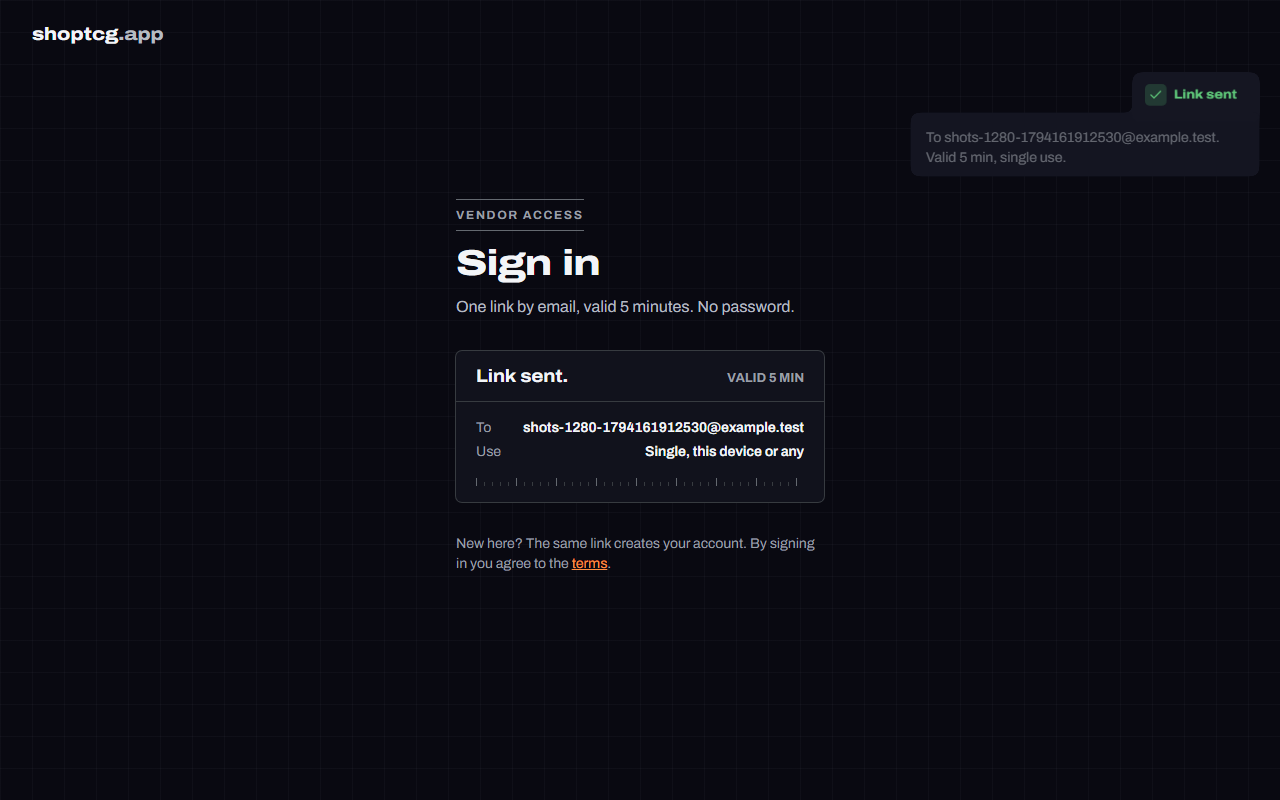 shoptcg.app
Link sent
To shots-1280-1794161912530@example.test.
Valid 5 min, single use.
VENDOR ACCESS
Sign in
One link by email, valid 5 minutes. No password.
Link sent.
VALID 5 MIN
To shots-1280-1794161912530@example.test
Use Single, this device or any
New here? The same link creates your account. By signing
in you agree to the terms.